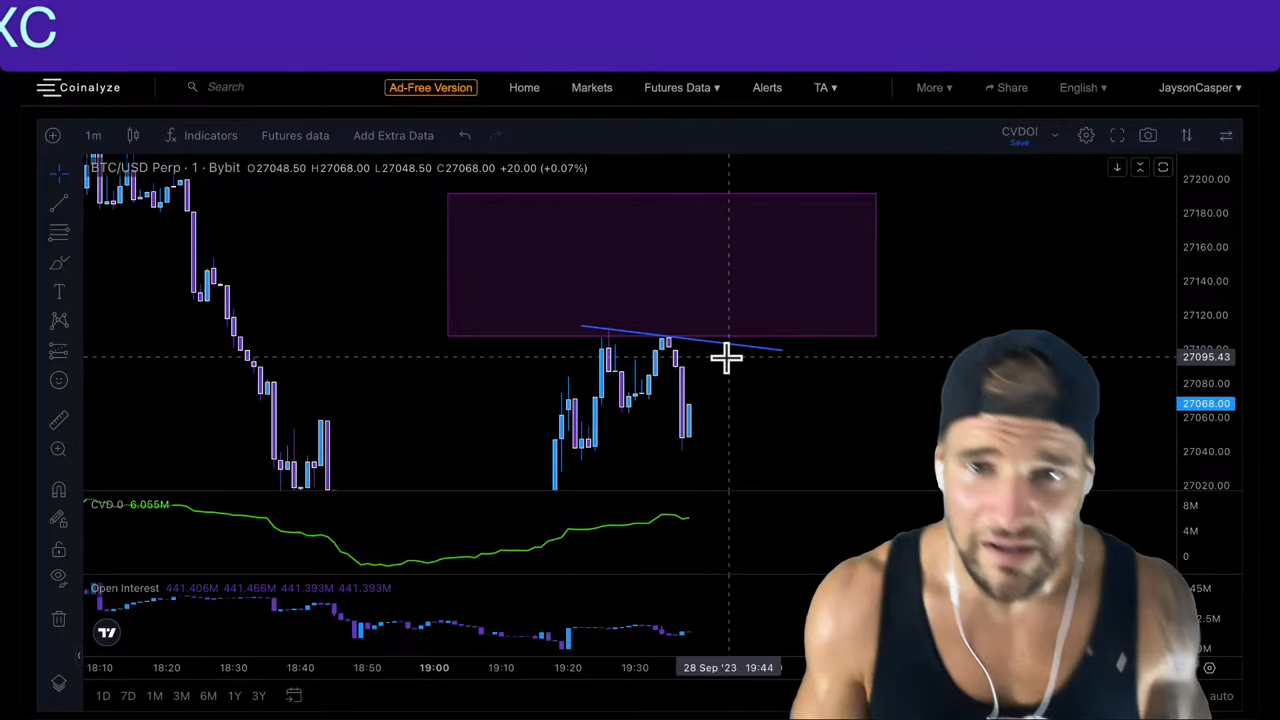 XC
Coinalyze
Search
Ad-Free Version
Home
Markets
Futures Data ▾
Alerts
TA ▾
More ▾
Share
English ▾
JaysonCasper ▾
1m
Indicators
Futures data
Add Extra Data
CVDOI
Save
BTC/USD Perp · 1 · Bybit O27048.50 H27068.00 L27048.50 C27068.00 +20.00 (+0.07%)
27200.00
27180.00
27160.00
27140.00
27120.00
27095.43
27080.00
27068.00
27060.00
27040.00
27020.00
CVD 0 6.055M
8M
4M
0
Open Interest 441.406M 441.466M 441.393M 441.393M
18:10
18:20
18:30
18:40
18:50
19:00
19:10
19:20
19:30
28 Sep '23 19:44
1D 7D 1M 3M 6M 1Y 3Y
auto